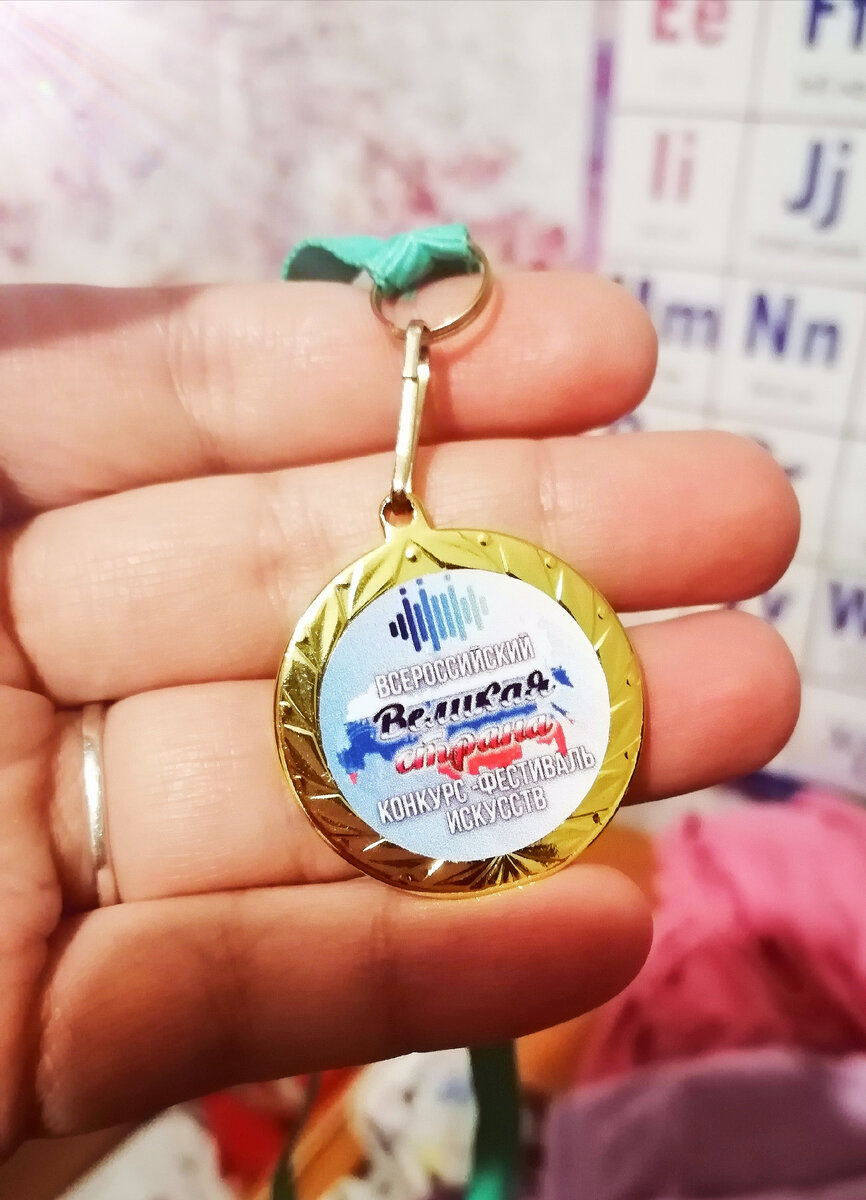 Ee Ff
Ii Jj
Mm Nn
ВСЕРОССИЙСКИЙ
Великая
страна
КОНКУРС-ФЕСТИВАЛЬ
ИСКУССТВ